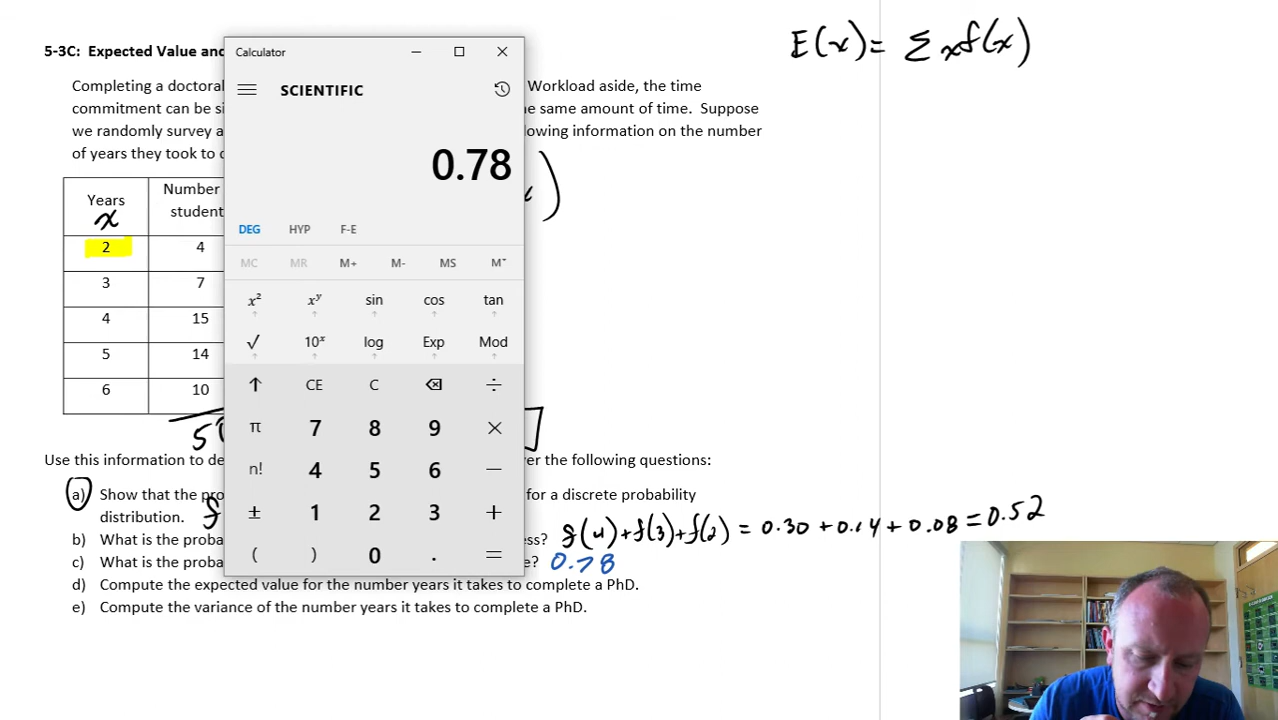 5-3C: Expected Value and
E(x) = Σxf(x)
Completing a doctoral Workload aside, the time
commitment can be si e same amount of time. Suppose
we randomly survey a owing information on the number
of years they took to c
Calculator
SCIENTIFIC
0.78
DEG HYP F-E
MC MR M+ M- MS M˅
x² xʸ sin cos tan
√ 10ˣ log Exp Mod
↑ CE C ⌫ ÷
π 7 8 9 ×
n! 4 5 6 −
± 1 2 3 +
( ) 0 . =
Years Number
x student
2 4
3 7
4 15
5 14
6 10
Use this information to de er the following questions:
a) Show that the pro for a discrete probability
distribution. f
b) What is the proba ess? f(4)+f(3)+f(2) = 0.30 + 0.14 + 0.08 = 0.52
c) What is the proba e? 0.78
d) Compute the expected value for the number years it takes to complete a PhD.
e) Compute the variance of the number years it takes to complete a PhD.